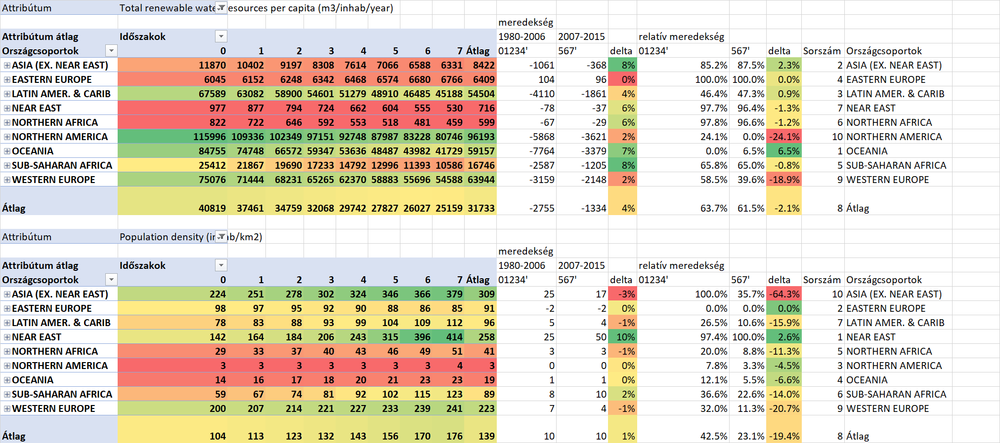 Attribútum Total renewable wate esources per capita (m3/inhab/year)
meredekség
Attribútum átlag Időszakok 1980-2006 2007-2015 relatív meredekség
Országcsoportok 0 1 2 3 4 5 6 7 Átlag 01234' 567' delta 01234' 567' delta Sorszám Országcsoportok
ASIA (EX. NEAR EAST) 11870 10402 9197 8308 7614 7066 6588 6331 8422 -1061 -368 8% 85.2% 87.5% 2.3% 2 ASIA (EX. NEAR EAST)
EASTERN EUROPE 6045 6152 6248 6342 6468 6574 6680 6766 6409 104 96 0% 100.0% 100.0% 0.0% 4 EASTERN EUROPE
LATIN AMER. & CARIB 67589 63082 58900 54601 51279 48910 46485 45188 54504 -4110 -1861 4% 46.4% 47.3% 0.9% 3 LATIN AMER. & CARIB
NEAR EAST 977 877 794 724 662 604 555 530 716 -78 -37 6% 97.7% 96.4% -1.3% 7 NEAR EAST
NORTHERN AFRICA 822 722 646 592 553 518 481 459 599 -67 -29 6% 97.8% 96.6% -1.2% 6 NORTHERN AFRICA
NORTHERN AMERICA 115996 109336 102349 97151 92748 87987 83228 80746 96193 -5868 -3621 2% 24.1% 0.0% -24.1% 10 NORTHERN AMERICA
OCEANIA 84755 74748 66572 59347 53636 48487 43982 41729 59157 -7764 -3379 7% 0.0% 6.5% 6.5% 1 OCEANIA
SUB-SAHARAN AFRICA 25412 21867 19690 17233 14792 12996 11393 10586 16746 -2587 -1205 8% 65.8% 65.0% -0.8% 5 SUB-SAHARAN AFRICA
WESTERN EUROPE 75076 71444 68231 65265 62370 58883 55696 54588 63944 -3159 -2148 2% 58.5% 39.6% -18.9% 9 WESTERN EUROPE
Átlag 40819 37461 34759 32068 29742 27827 26027 25159 31733 -2755 -1334 4% 63.7% 61.5% -2.1% 8 Átlag
Attribútum Population density (in ab/km2)
meredekség
Attribútum átlag Időszakok 1980-2006 2007-2015 relatív meredekség
Országcsoportok 0 1 2 3 4 5 6 7 Átlag 01234' 567' delta 01234' 567' delta Sorszám Országcsoportok
ASIA (EX. NEAR EAST) 224 251 278 302 324 346 366 379 309 25 17 -3% 100.0% 35.7% -64.3% 10 ASIA (EX. NEAR EAST)
EASTERN EUROPE 98 97 95 92 90 88 86 85 91 -2 -2 0% 0.0% 0.0% 0.0% 2 EASTERN EUROPE
LATIN AMER. & CARIB 78 83 88 93 99 104 109 112 96 5 4 -1% 26.5% 10.6% -15.9% 7 LATIN AMER. & CARIB
NEAR EAST 142 164 184 206 243 315 396 414 258 25 50 10% 97.4% 100.0% 2.6% 1 NEAR EAST
NORTHERN AFRICA 29 33 37 40 43 46 49 51 41 3 3 -1% 20.0% 8.8% -11.3% 5 NORTHERN AFRICA
NORTHERN AMERICA 3 3 3 3 3 3 3 4 3 0 0 0% 7.8% 3.3% -4.5% 3 NORTHERN AMERICA
OCEANIA 14 16 17 18 20 21 23 23 19 1 1 0% 12.1% 5.5% -6.6% 4 OCEANIA
SUB-SAHARAN AFRICA 59 67 74 81 92 102 115 123 89 8 10 2% 36.6% 22.6% -14.0% 6 SUB-SAHARAN AFRICA
WESTERN EUROPE 200 207 214 221 227 233 239 241 223 7 4 -1% 32.0% 11.3% -20.7% 9 WESTERN EUROPE
Átlag 104 113 123 132 143 156 170 176 139 10 10 1% 42.5% 23.1% -19.4% 8 Átlag